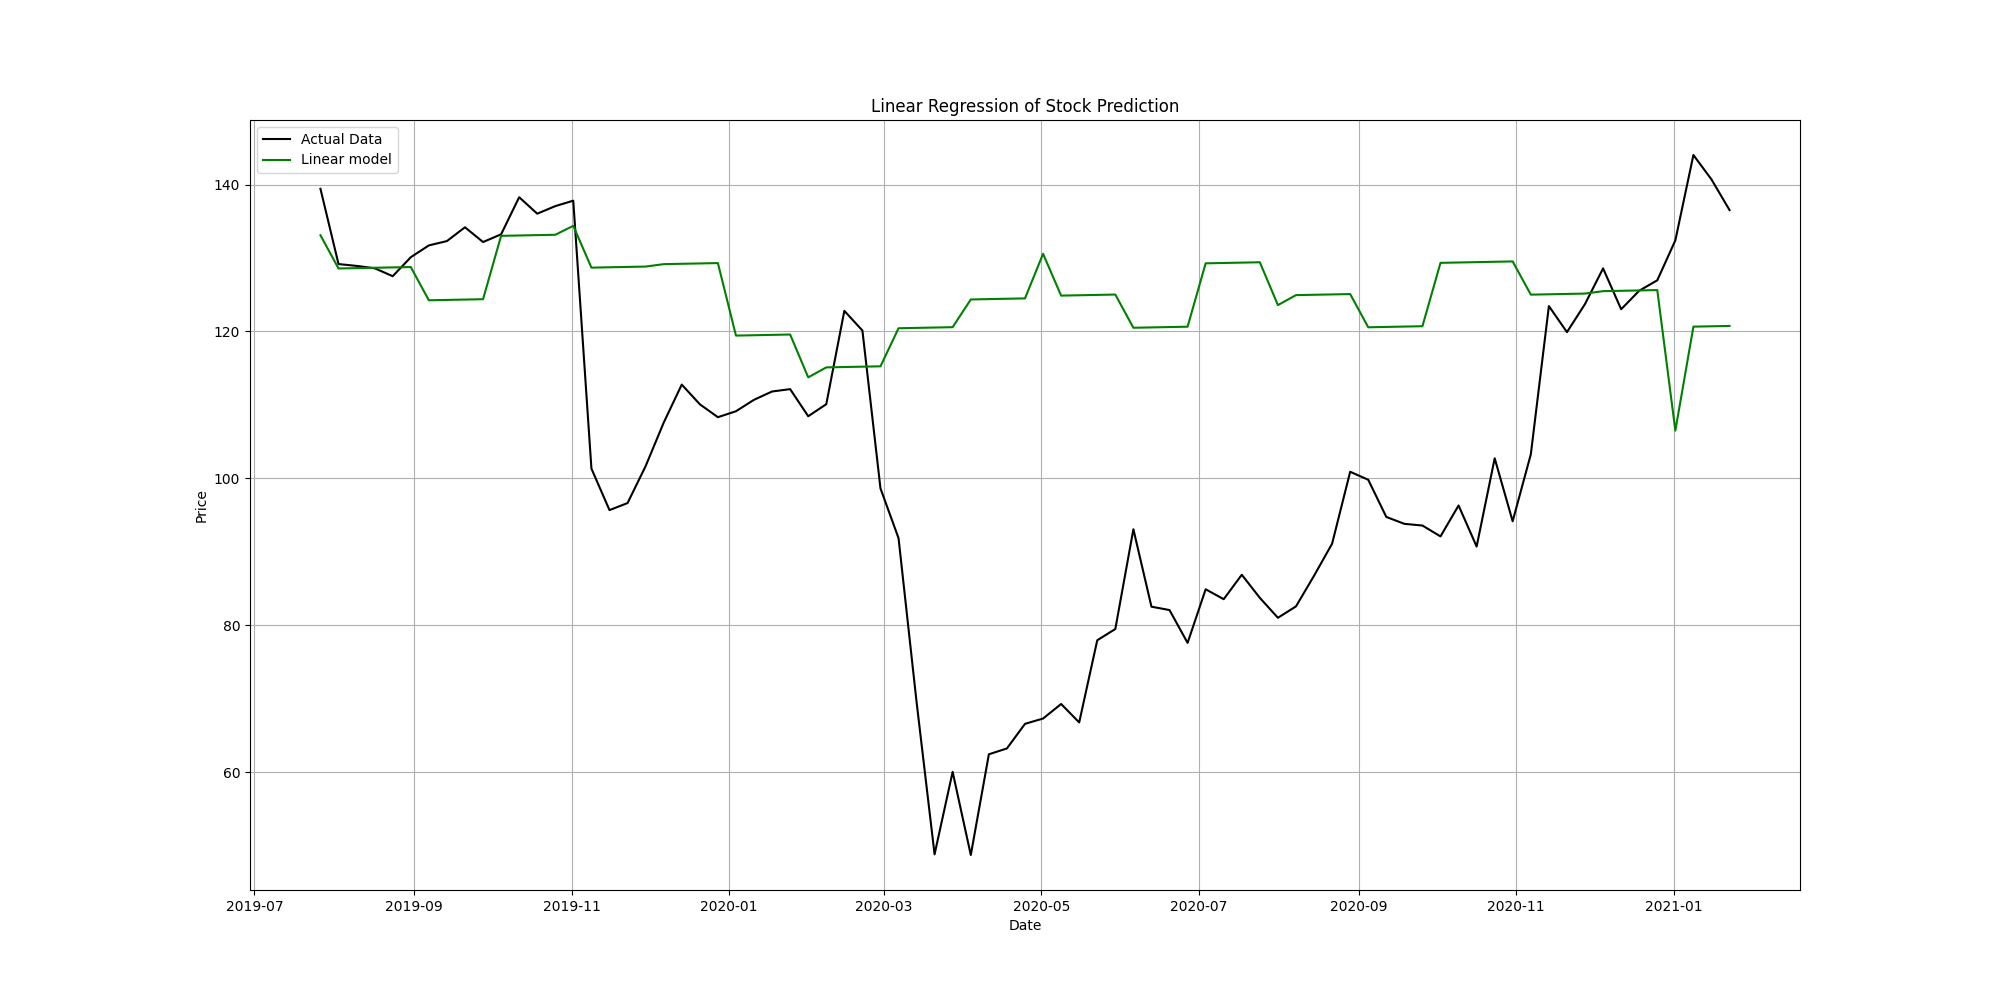 Linear Regression of Stock Prediction
Actual Data
Linear model
140
120
100
80
60
Price
2019-07 2019-09 2019-11 2020-01 2020-03 2020-05 2020-07 2020-09 2020-11 2021-01
Date